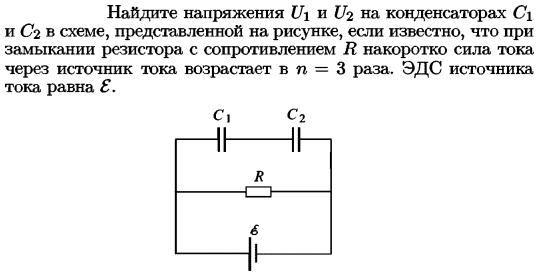 Найдите напряжения U₁ и U₂ на конденсаторах C₁
и C₂ в схеме, представленной на рисунке, если известно, что при
замыкании резистора с сопротивлением R накоротко сила тока
через источник тока возрастает в n = 3 раза. ЭДС источника
тока равна ℰ.
C₁ C₂
R
ℰ